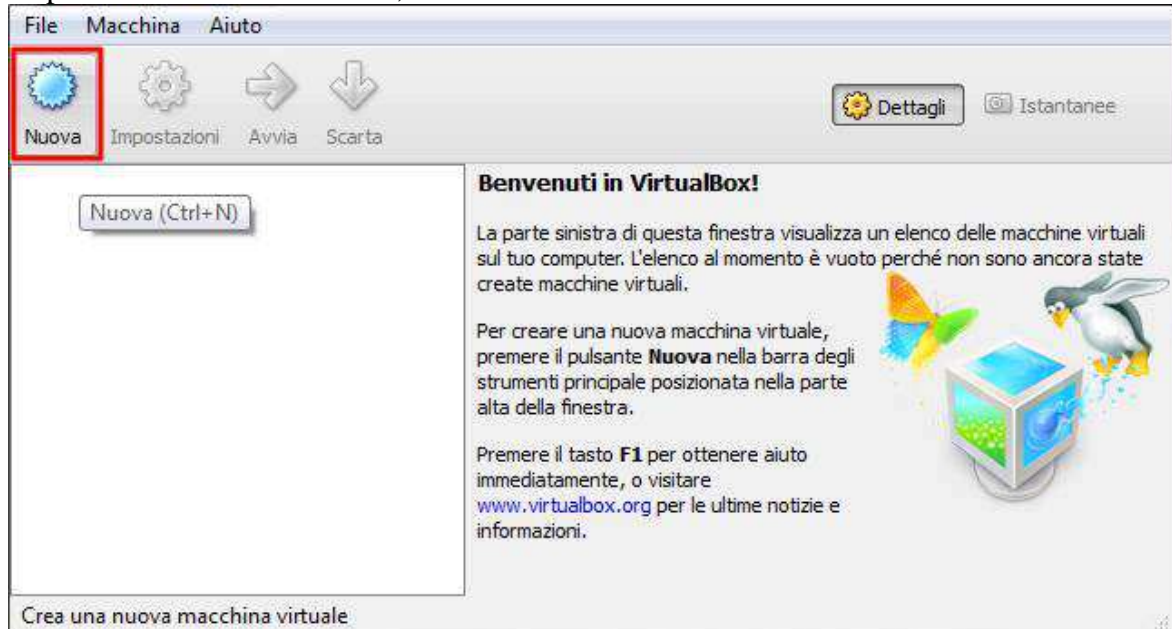 File Macchina Aiuto
Nuova Impostazioni Avvia Scarta Dettagli Istantanee
Nuova (Ctrl+N)
Benvenuti in VirtualBox!
La parte sinistra di questa finestra visualizza un elenco delle macchine virtuali
sul tuo computer. L'elenco al momento è vuoto perché non sono ancora state
create macchine virtuali.
Per creare una nuova macchina virtuale,
premere il pulsante Nuova nella barra degli
strumenti principale posizionata nella parte
alta della finestra.
Premere il tasto F1 per ottenere aiuto
immediatamente, o visitare
www.virtualbox.org per le ultime notizie e
informazioni.
Crea una nuova macchina virtuale